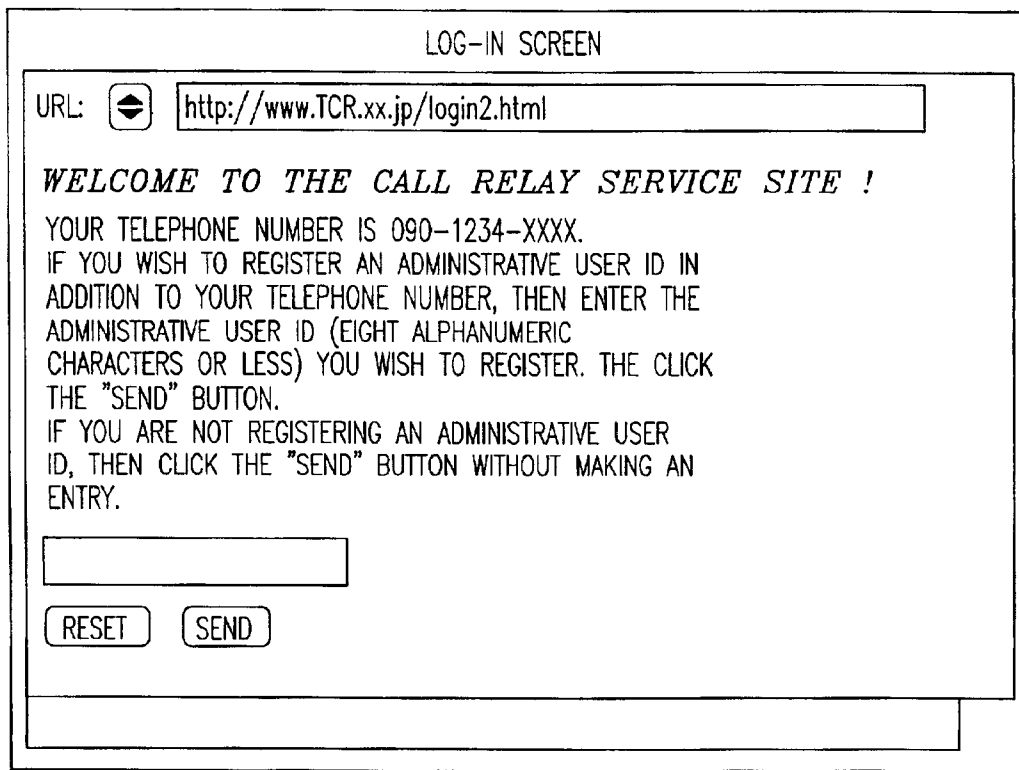 LOG-IN SCREEN
URL: http://www.TCR.xx.jp/login2.html
WELCOME TO THE CALL RELAY SERVICE SITE !
YOUR TELEPHONE NUMBER IS 090-1234-XXXX.
IF YOU WISH TO REGISTER AN ADMINISTRATIVE USER ID IN
ADDITION TO YOUR TELEPHONE NUMBER, THEN ENTER THE
ADMINISTRATIVE USER ID (EIGHT ALPHANUMERIC
CHARACTERS OR LESS) YOU WISH TO REGISTER. THE CLICK
THE "SEND" BUTTON.
IF YOU ARE NOT REGISTERING AN ADMINISTRATIVE USER
ID, THEN CLICK THE "SEND" BUTTON WITHOUT MAKING AN
ENTRY.
RESET SEND